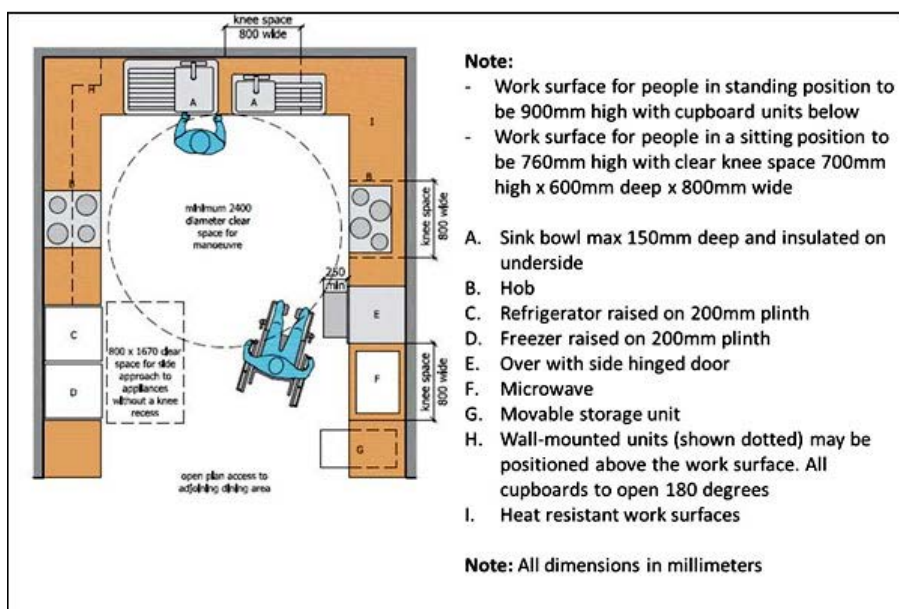 knee space
800 wide
H
A
A
I
B
B
minimum 2400
diameter clear
space for
manoeuvre
knee space
800 wide
250
min
E
C
800 x 1670 clear
space for side
approach to
appliances
without a knee
recess
D
F
knee space
800 wide
G
open plan access to
adjoining dining area
Note:
- Work surface for people in standing position to
be 900mm high with cupboard units below
- Work surface for people in a sitting position to
be 760mm high with clear knee space 700mm
high x 600mm deep x 800mm wide
A. Sink bowl max 150mm deep and insulated on
underside
B. Hob
C. Refrigerator raised on 200mm plinth
D. Freezer raised on 200mm plinth
E. Over with side hinged door
F. Microwave
G. Movable storage unit
H. Wall-mounted units (shown dotted) may be
positioned above the work surface. All
cupboards to open 180 degrees
I. Heat resistant work surfaces
Note: All dimensions in millimeters